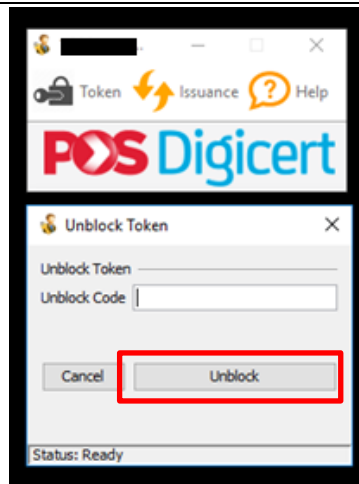 Token Issuance Help
POS Digicert
Unblock Token
Unblock Token
Unblock Code
Cancel Unblock
Status: Ready